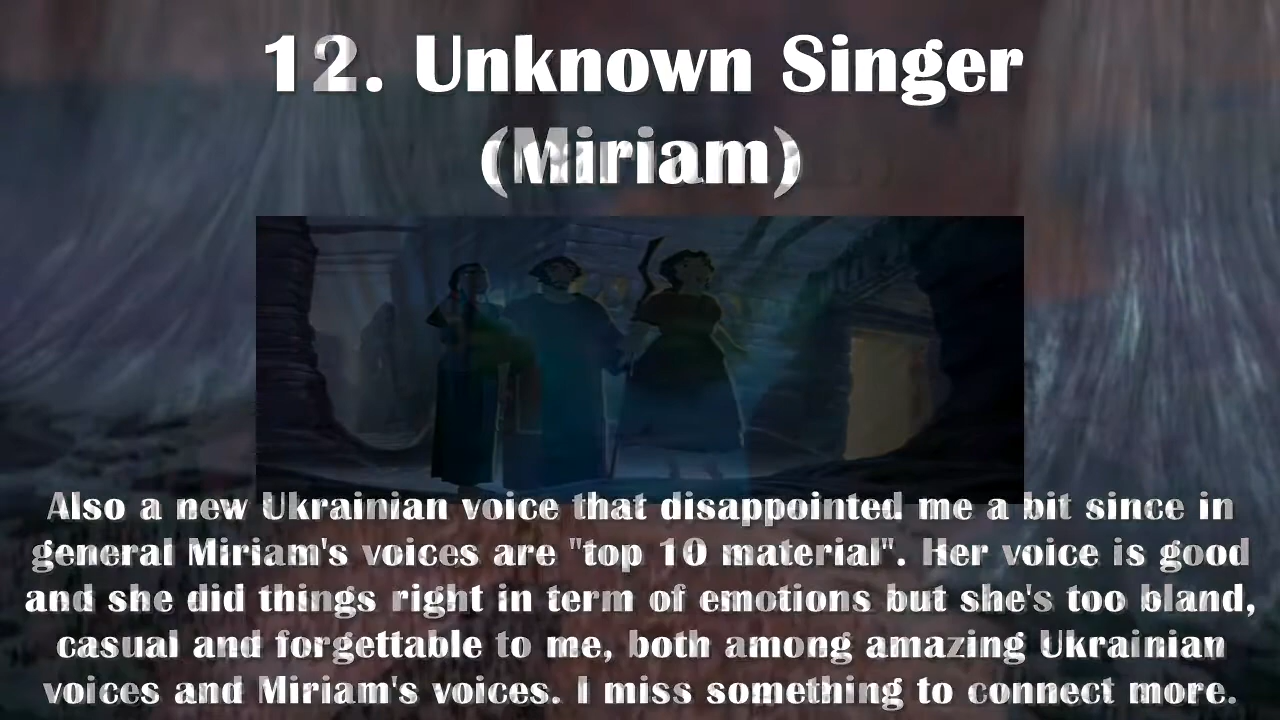 12. Unknown Singer
(Miriam)
Also a new Ukrainian voice that disappointed me a bit since in
general Miriam's voices are "top 10 material". Her voice is good
and she did things right in term of emotions but she's too bland,
casual and forgettable to me, both among amazing Ukrainian
voices and Miriam's voices. I miss something to connect more.